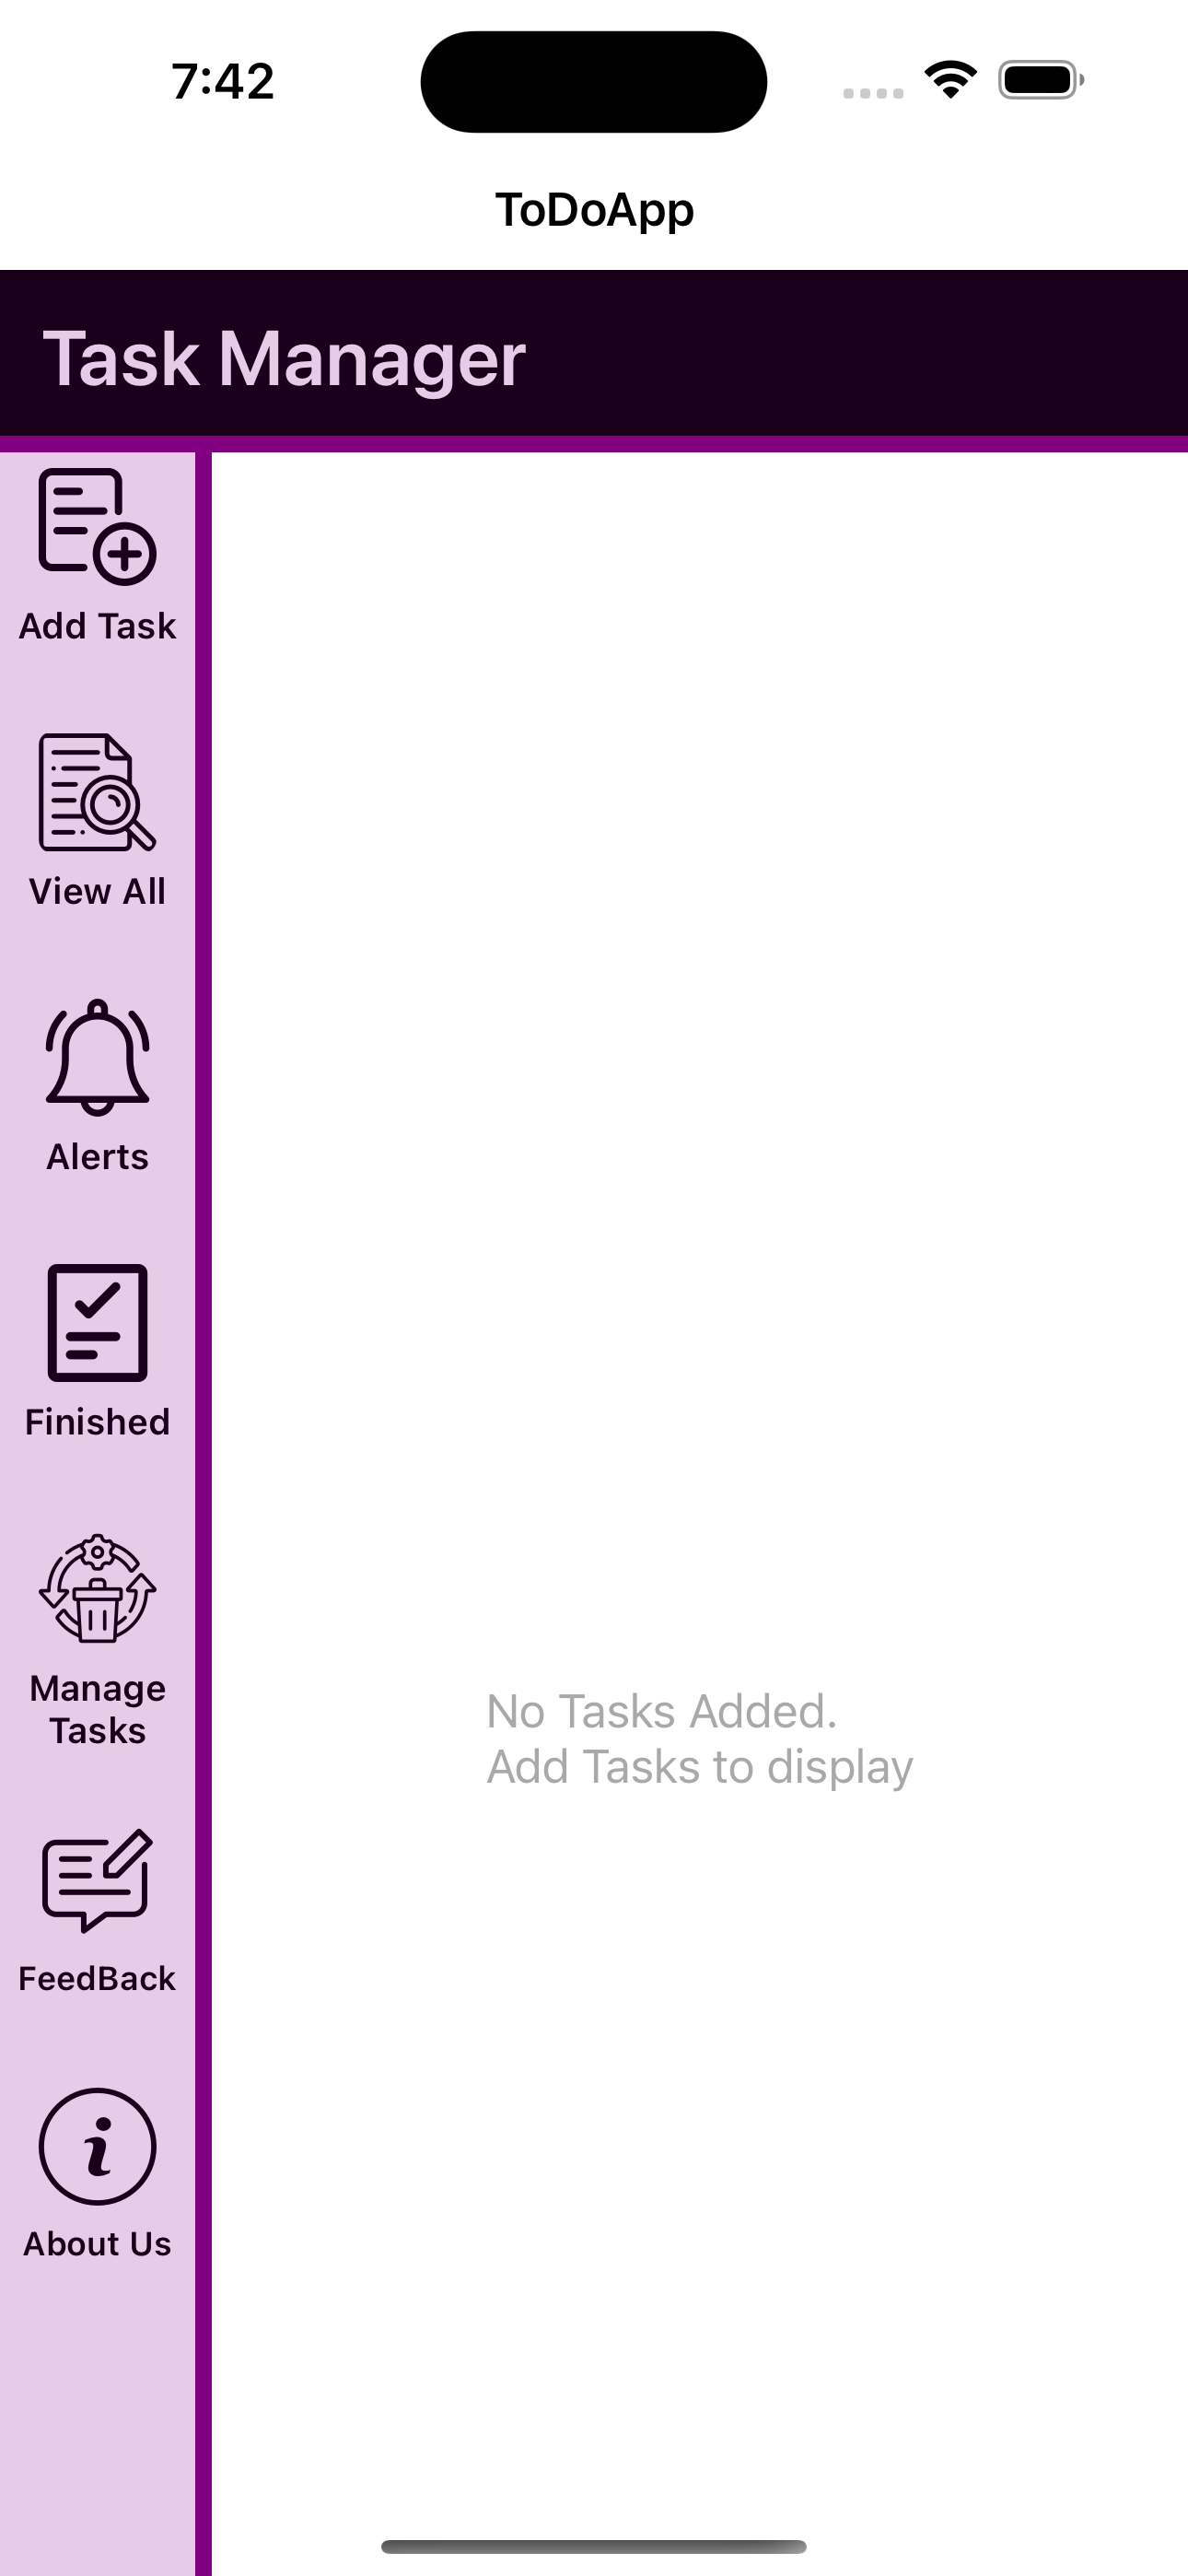 7:42
ToDoApp
Task Manager
Add Task
View All
Alerts
Finished
Manage
Tasks
No Tasks Added.
Add Tasks to display
FeedBack
About Us